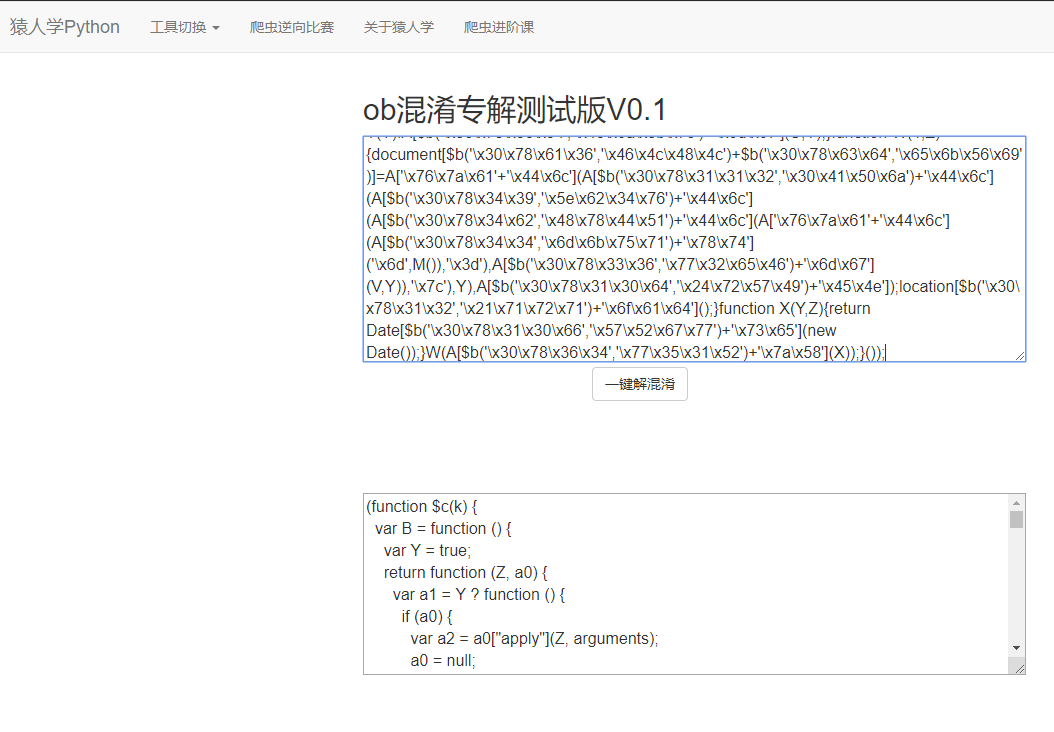 猿人学Python 工具切换 爬虫逆向比赛 关于猿人学 爬虫进阶课
ob混淆专解测试版V0.1
{document[$b('\x30\x78\x61\x36','\x46\x4c\x48\x4c')+$b('\x30\x78\x63\x64','\x65\x6b\x56\x69'
)]=A['\x76\x7a\x61'+'\x44\x6c'](A[$b('\x30\x78\x31\x31\x32','\x30\x41\x50\x6a')+'\x44\x6c']
(A[$b('\x30\x78\x34\x39','\x5e\x62\x34\x76')+'\x44\x6c']
(A[$b('\x30\x78\x34\x62','\x48\x78\x44\x51')+'\x44\x6c'](A['\x76\x7a\x61'+'\x44\x6c']
(A[$b('\x30\x78\x34\x34','\x6d\x6b\x75\x71')+'\x78\x74']
('\x6d',M()),'\x3d'),A[$b('\x30\x78\x33\x36','\x77\x32\x65\x46')+'\x6d\x67']
(V,Y)),'\x7c'),Y),A[$b('\x30\x78\x31\x30\x64','\x24\x72\x57\x49')+'\x45\x4e']);location[$b('\x30\
x78\x31\x32','\x21\x71\x72\x71')+'\x6f\x61\x64']();}function X(Y,Z){return
Date[$b('\x30\x78\x31\x30\x66','\x57\x52\x67\x77')+'\x73\x65'](new
Date());}W(A[$b('\x30\x78\x36\x34','\x77\x35\x31\x52')+'\x7a\x58'](X));}());
一键解混淆
(function $c(k) {
var B = function () {
var Y = true;
return function (Z, a0) {
var a1 = Y ? function () {
if (a0) {
var a2 = a0["apply"](Z, arguments);
a0 = null;